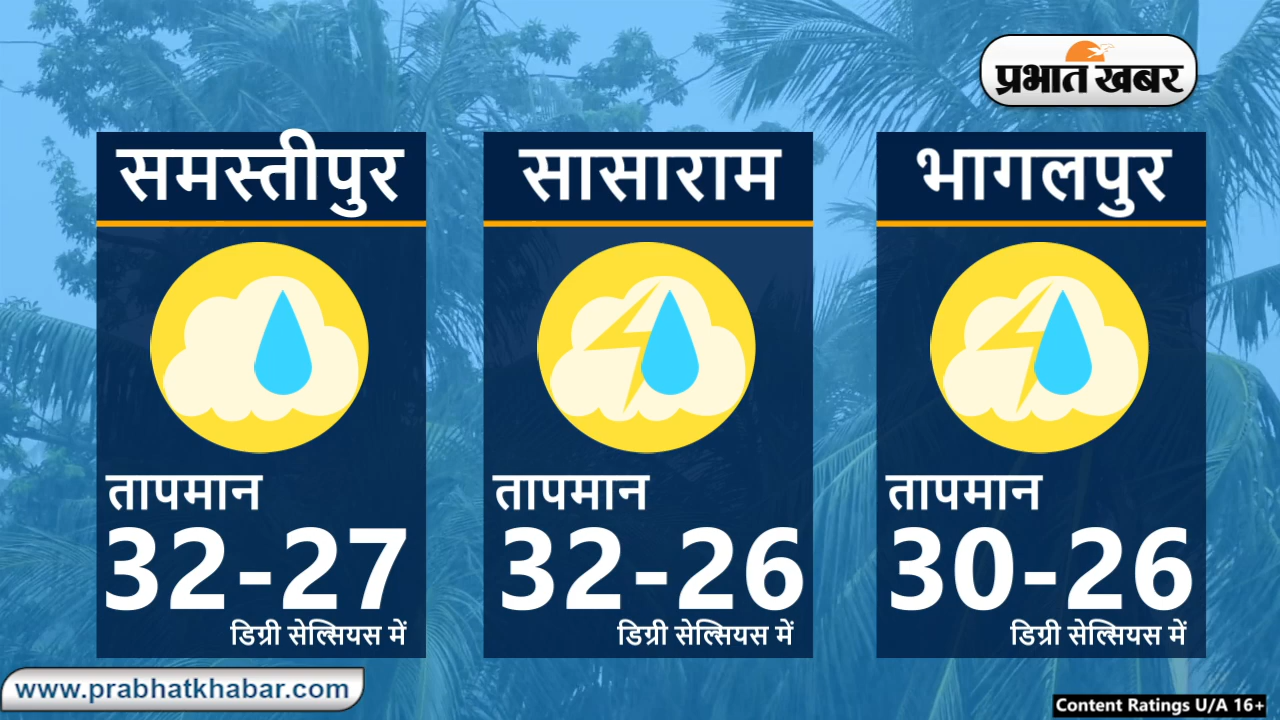 प्रभात खबर
समस्तीपुर
तापमान
32-27
डिग्री सेल्सियस में
सासाराम
तापमान
32-26
डिग्री सेल्सियस में
भागलपुर
तापमान
30-26
डिग्री सेल्सियस में
www.prabhatkhabar.com
Content Ratings U/A 16+